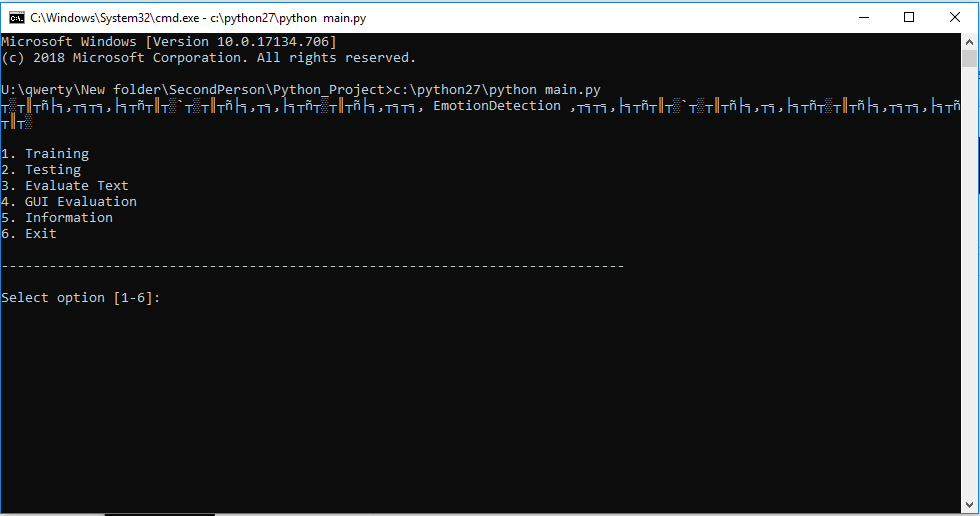 C:\Windows\System32\cmd.exe - c:\python27\python  main.py
Microsoft Windows [Version 10.0.17134.706]
(c) 2018 Microsoft Corporation. All rights reserved.
U:\qwerty\New folder\SecondPerson\Python_Project>c:\python27\python main.py
┬░┬║┬ñ├╕,┬┬╕┬╕,├╕┬ñ┬║┬░`┬░┬║┬ñ├╕,┬╕,├╕┬ñ┬░┬║┬ñ├╕,┬╕┬╕, EmotionDetection ,┬╕┬╕,├╕┬ñ┬║┬░`┬░┬║┬ñ├╕,┬╕,├╕┬ñ┬░┬║┬ñ├╕,┬╕┬╕,├╕┬ñ
┬║┬░
1. Training
2. Testing
3. Evaluate Text
4. GUI Evaluation
5. Information
6. Exit
------------------------------------------------------------------------------
Select option [1-6]: